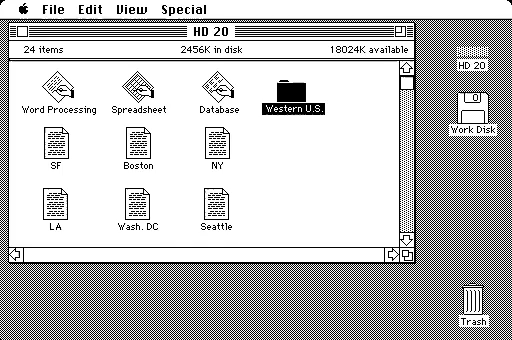 File Edit View Special
HD 20
24 items 2456K in disk 18024K available
Word Processing Spreadsheet Database Western U.S.
SF Boston NY
LA Wash. DC Seattle
HD 20
Work Disk
Trash